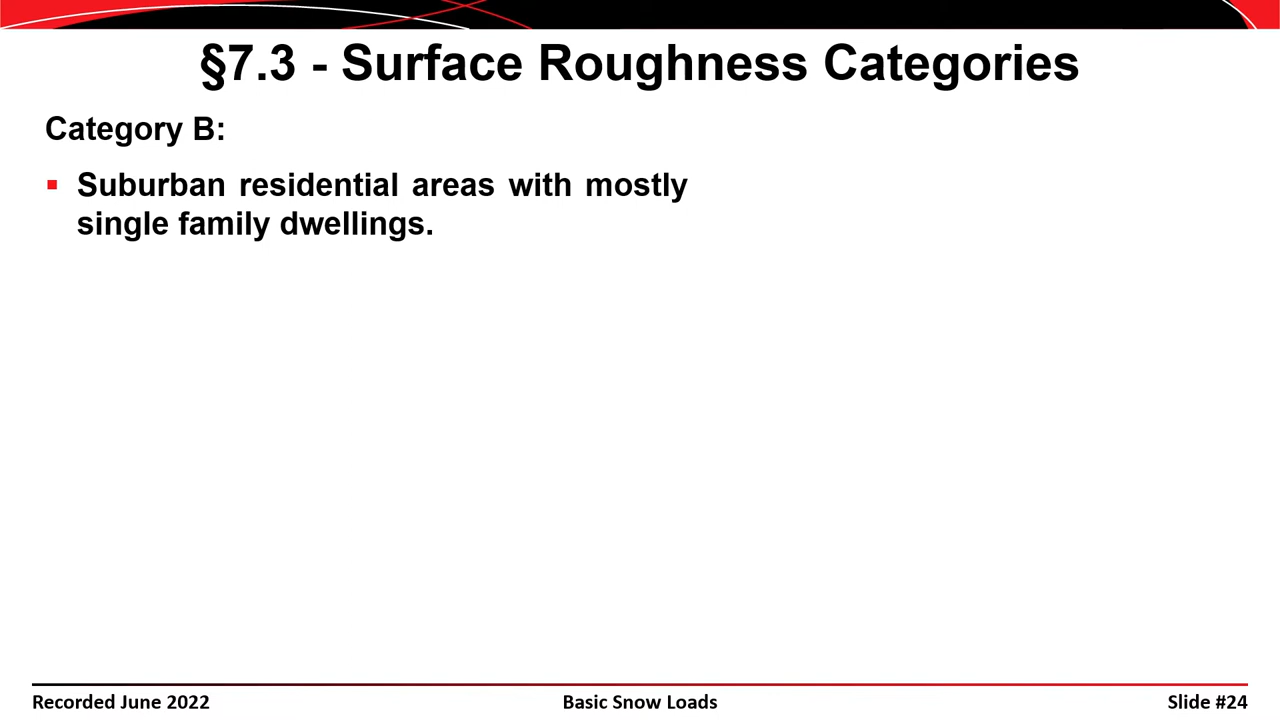 §7.3 - Surface Roughness Categories
Category B:
▪ Suburban residential areas with mostly
single family dwellings.
Recorded June 2022
Basic Snow Loads
Slide #24